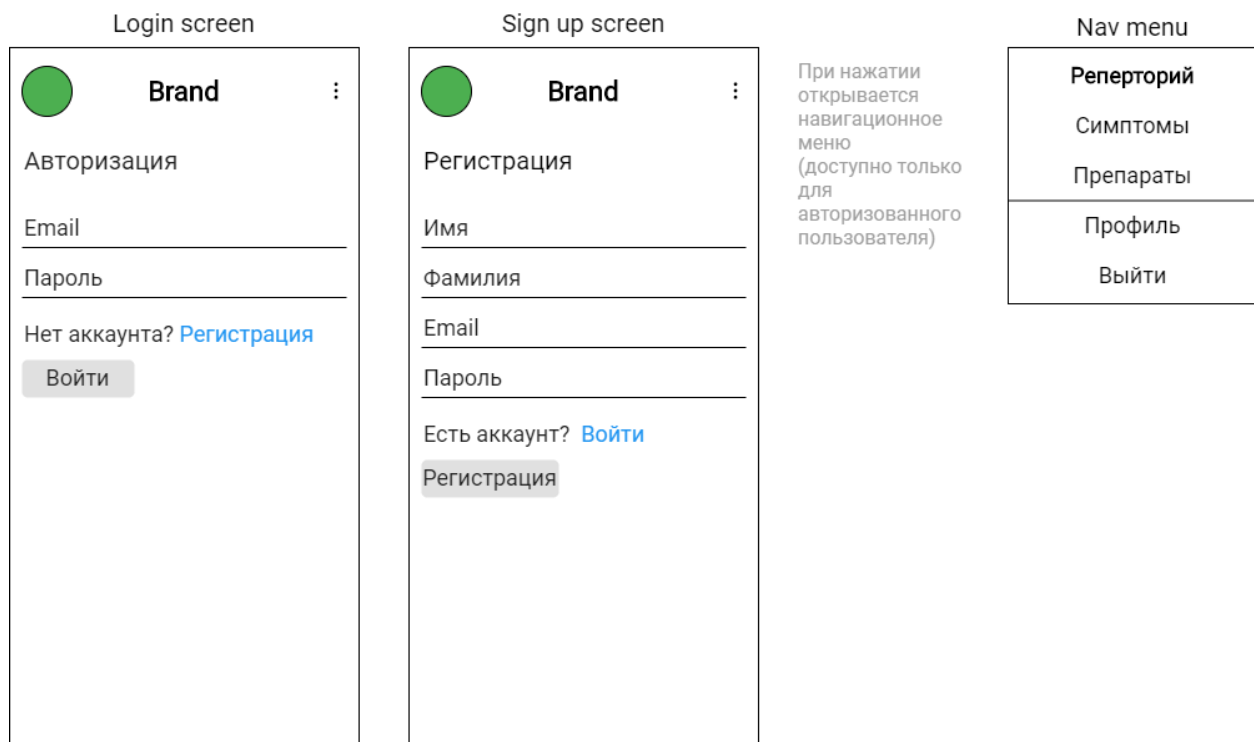 Login screen
Brand
Авторизация
Email
Пароль
Нет аккаунта? Регистрация
Войти
Sign up screen
Brand
Регистрация
Имя
Фамилия
Email
Пароль
Есть аккаунт? Войти
Регистрация
При нажатии
открывается
навигационное
меню
(доступно только
для
авторизованного
пользователя)
Nav menu
Реперторий
Симптомы
Препараты
Профиль
Выйти